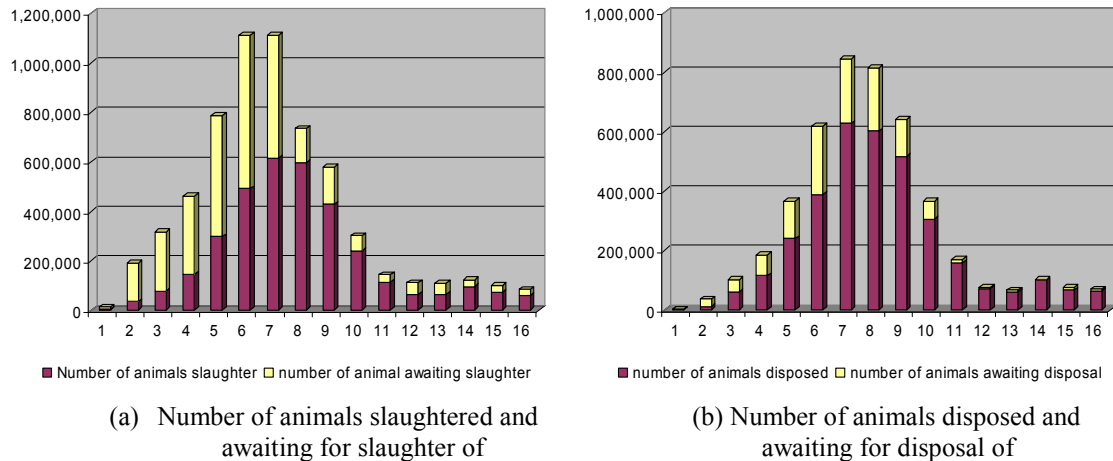 1,200,000
1,000,000
800,000
600,000
400,000
200,000
0
1 2 3 4 5 6 7 8 9 10 11 12 13 14 15 16
Number of animals slaughter number of animal awaiting slaughter
(a) Number of animals slaughtered and
awaiting for slaughter of
1,000,000
800,000
600,000
400,000
200,000
0
1 2 3 4 5 6 7 8 9 10 11 12 13 14 15 16
number of animals disposed number of animals awaiting disposal
(b) Number of animals disposed and
awaiting for disposal of